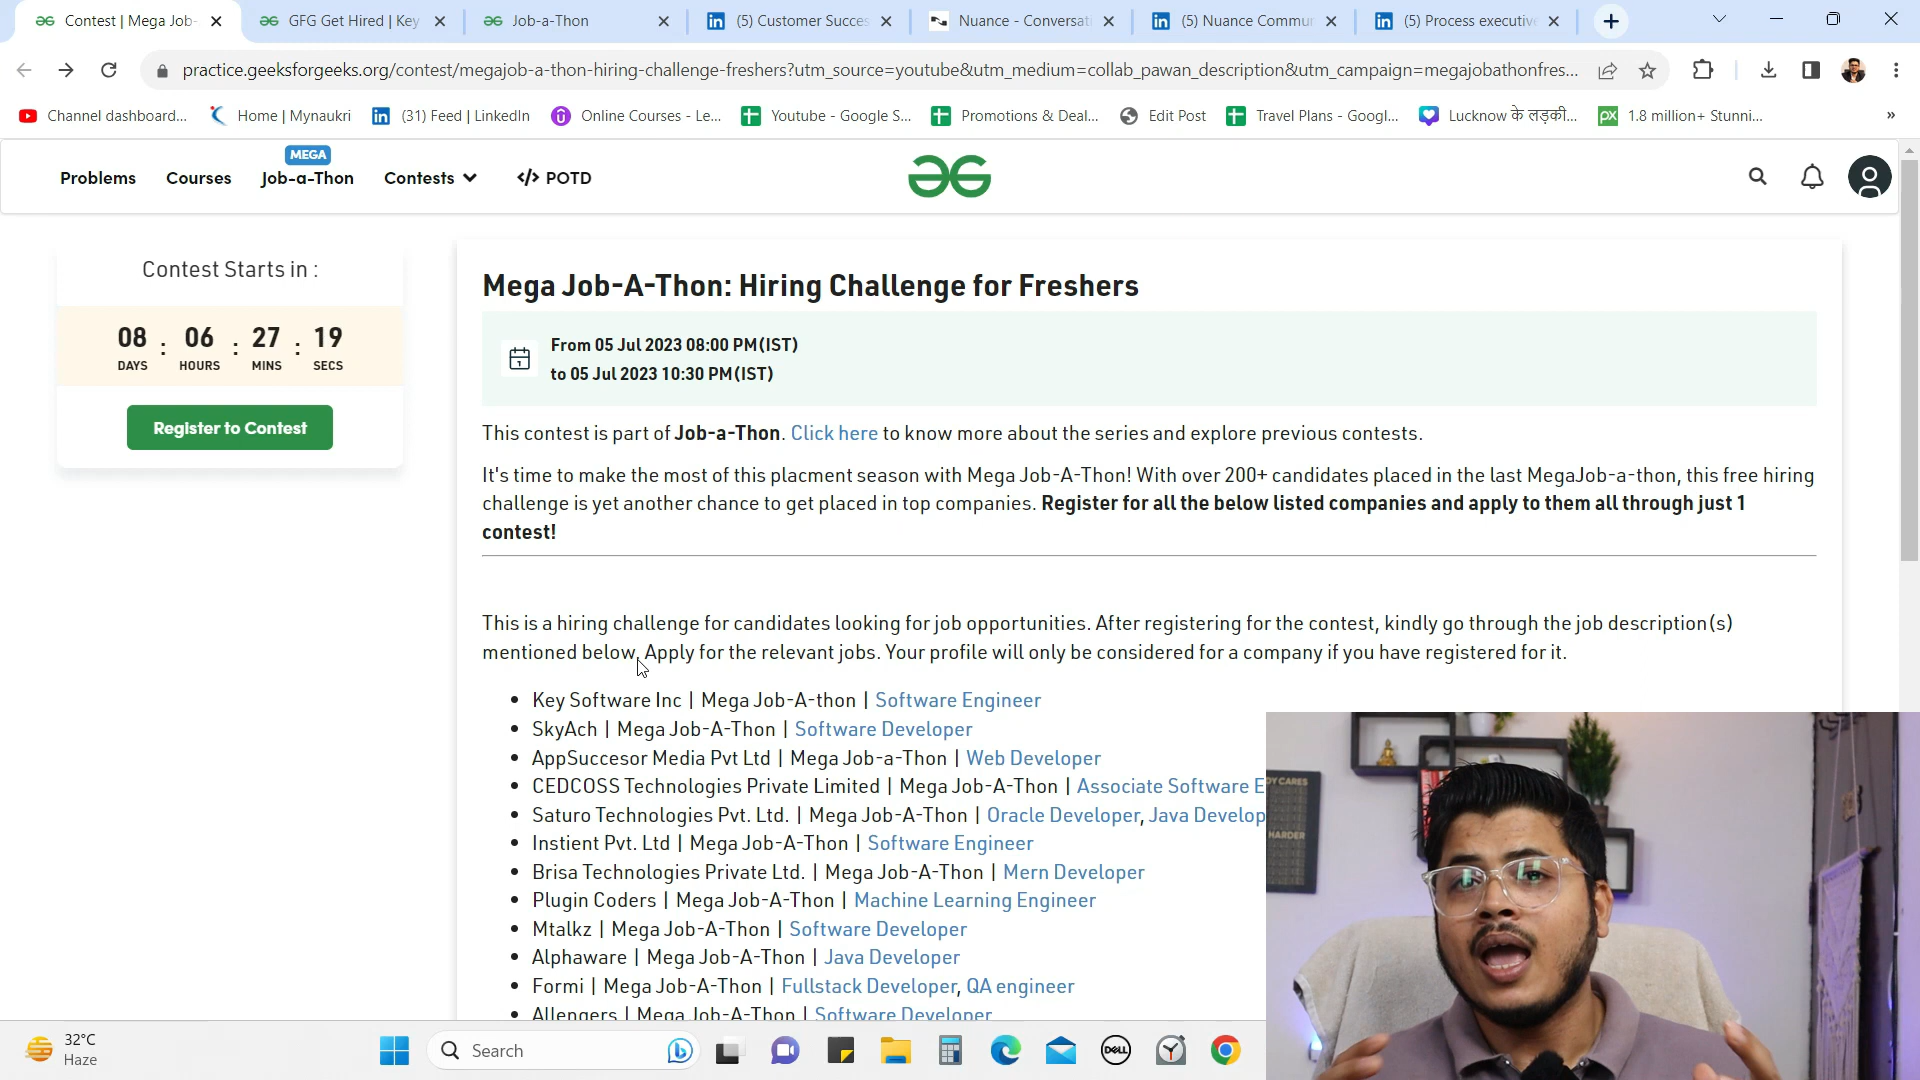 Contest | Mega Job-
GFG Get Hired | Key
Job-a-Thon
(5) Customer Succes
Nuance - Conversati
(5) Nuance Commun
(5) Process executive
practice.geeksforgeeks.org/contest/megajob-a-thon-hiring-challenge-freshers?utm_source=youtube&utm_medium=collab_pawan_description&utm_campaign=megajobathonfres...
Channel dashboard...
Home | Mynaukri
(31) Feed | LinkedIn
Online Courses - Le...
Youtube - Google S...
Promotions & Deal...
Edit Post
Travel Plans - Googl...
Lucknow के लड़की...
px 1.8 million+ Stunni...
»
MEGA
Problems
Courses
Job-a-Thon
Contests
</> POTD
Contest Starts in :
08 : 06 : 27 : 19
DAYS HOURS MINS SECS
Register to Contest
Mega Job-A-Thon: Hiring Challenge for Freshers
From 05 Jul 2023 08:00 PM(IST)
to 05 Jul 2023 10:30 PM(IST)
This contest is part of Job-a-Thon. Click here to know more about the series and explore previous contests.
It's time to make the most of this placment season with Mega Job-A-Thon! With over 200+ candidates placed in the last MegaJob-a-thon, this free hiring
challenge is yet another chance to get placed in top companies. Register for all the below listed companies and apply to them all through just 1
contest!
This is a hiring challenge for candidates looking for job opportunities. After registering for the contest, kindly go through the job description(s)
mentioned below. Apply for the relevant jobs. Your profile will only be considered for a company if you have registered for it.
• Key Software Inc | Mega Job-A-thon | Software Engineer
• SkyAch | Mega Job-A-Thon | Software Developer
• AppSuccesor Media Pvt Ltd | Mega Job-a-Thon | Web Developer
• CEDCOSS Technologies Private Limited | Mega Job-A-Thon | Associate Software E
• Saturo Technologies Pvt. Ltd. | Mega Job-A-Thon | Oracle Developer, Java Develop
• Instient Pvt. Ltd | Mega Job-A-Thon | Software Engineer
• Brisa Technologies Private Ltd. | Mega Job-A-Thon | Mern Developer
• Plugin Coders | Mega Job-A-Thon | Machine Learning Engineer
• Mtalkz | Mega Job-A-Thon | Software Developer
• Alphaware | Mega Job-A-Thon | Java Developer
• Formi | Mega Job-A-Thon | Fullstack Developer, QA engineer
• Allengers | Mega Job-A-Thon | Software Developer
DY CARES
HARDER
32°C
Haze
Search
DELL